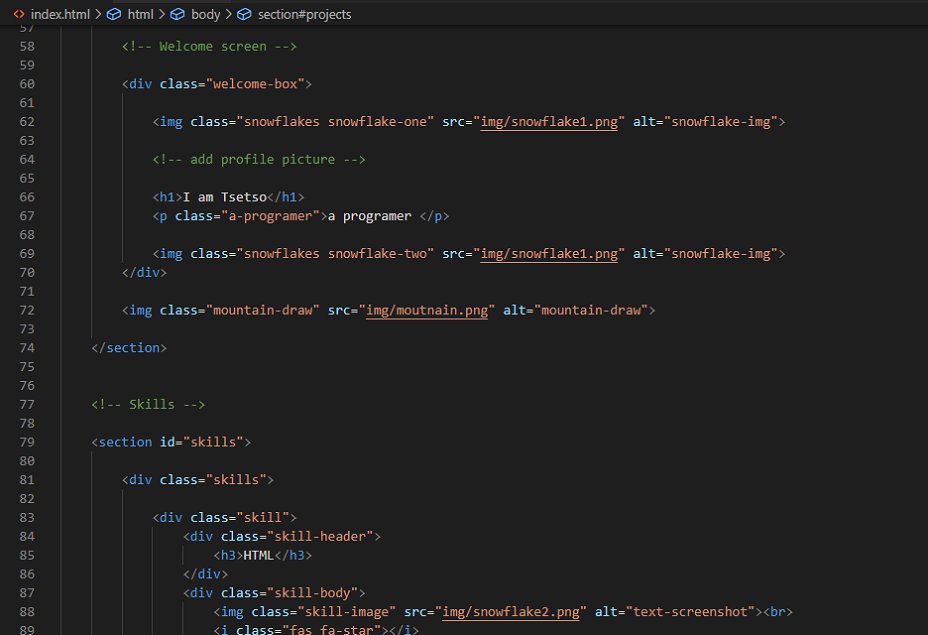 index.html > html > body > section#projects
57
58 <!-- Welcome screen -->
59
60 <div class="welcome-box">
61
62 <img class="snowflakes snowflake-one" src="img/snowflake1.png" alt="snowflake-img">
63
64 <!-- add profile picture -->
65
66 <h1>I am Tsetso</h1>
67 <p class="a-programer">a programer </p>
68
69 <img class="snowflakes snowflake-two" src="img/snowflake1.png" alt="snowflake-img">
70 </div>
71
72 <img class="mountain-draw" src="img/moutnain.png" alt="mountain-draw">
73
74 </section>
75
76
77 <!-- Skills -->
78
79 <section id="skills">
80
81 <div class="skills">
82
83 <div class="skill">
84 <div class="skill-header">
85 <h3>HTML</h3>
86 </div>
87 <div class="skill-body">
88 <img class="skill-image" src="img/snowflake2.png" alt="text-screenshot"><br>
89 <i class="fas fa-star"></i>